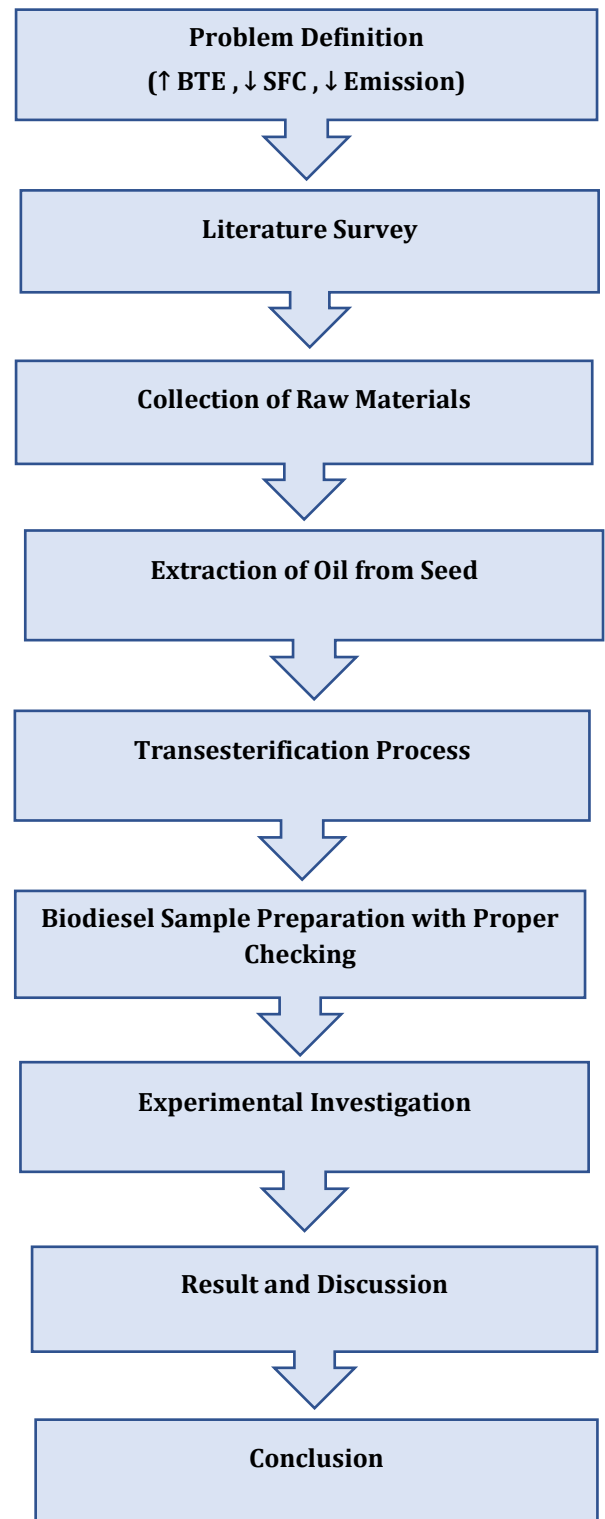 Problem Definition
(↑ BTE , ↓ SFC , ↓ Emission)
Literature Survey
Collection of Raw Materials
Extraction of Oil from Seed
Transesterification Process
Biodiesel Sample Preparation with Proper
Checking
Experimental Investigation
Result and Discussion
Conclusion